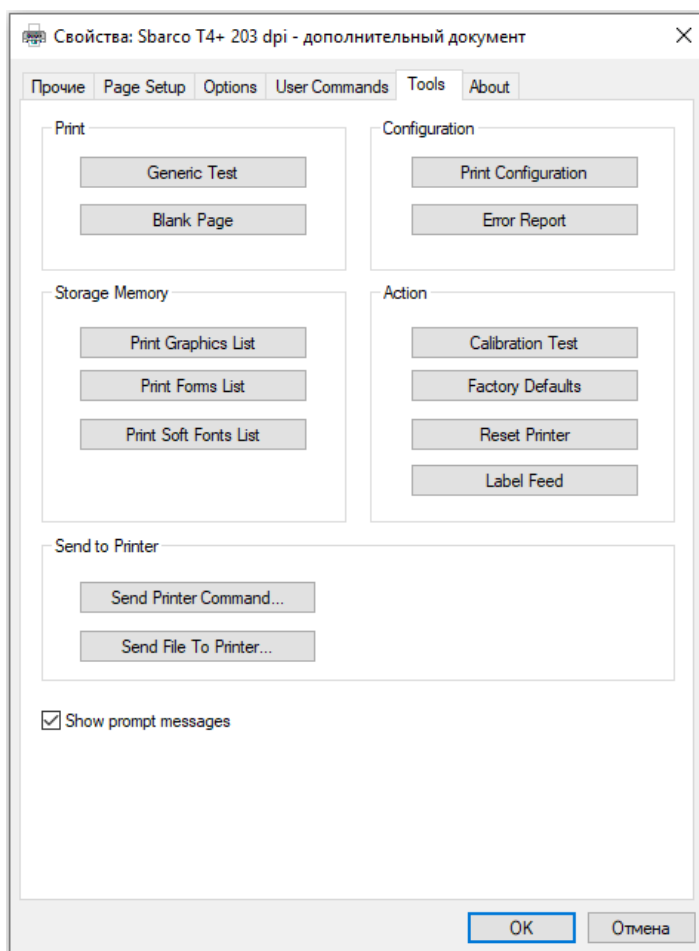 Свойства: Sbarco T4+ 203 dpi - дополнительный документ
Прочие Page Setup Options User Commands Tools About
Print
Generic Test
Blank Page
Configuration
Print Configuration
Error Report
Storage Memory
Print Graphics List
Print Forms List
Print Soft Fonts List
Action
Calibration Test
Factory Defaults
Reset Printer
Label Feed
Send to Printer
Send Printer Command...
Send File To Printer...
Show prompt messages
OK Отмена